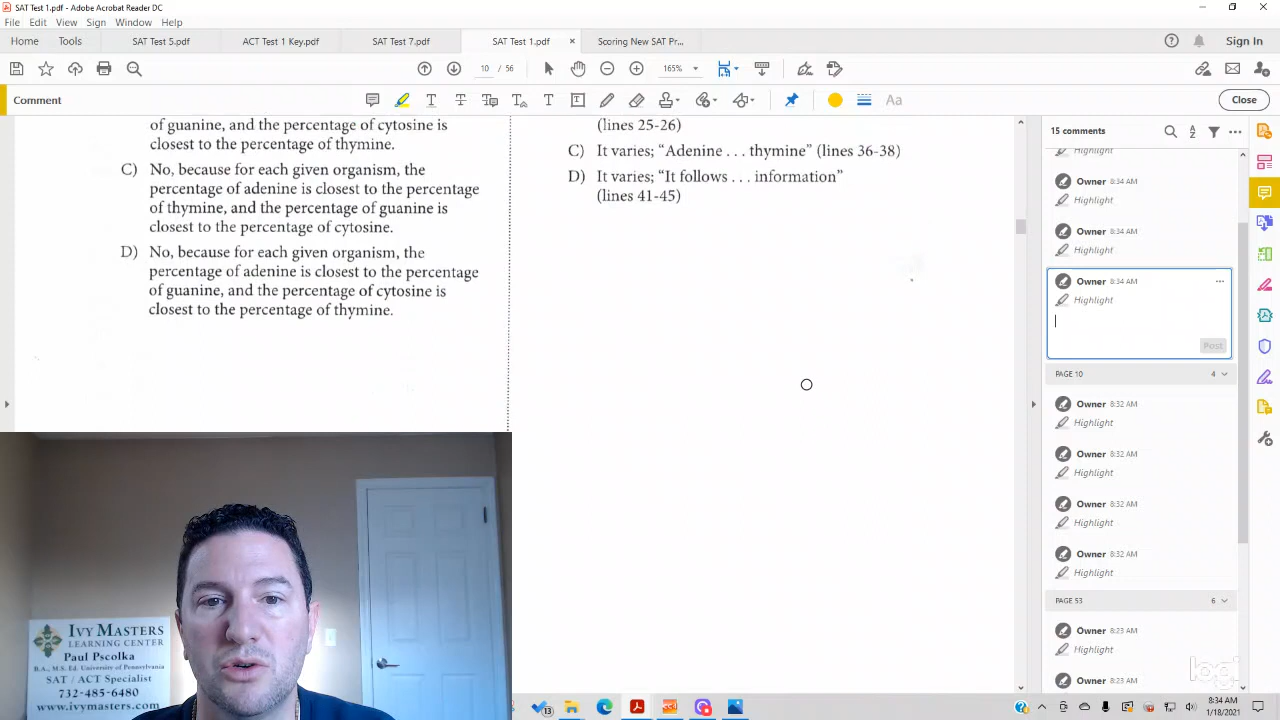 SAT Test 1.pdf - Adobe Acrobat Reader DC
File Edit View Sign Window Help
Home Tools SAT Test 5.pdf ACT Test 1 Key.pdf SAT Test 7.pdf SAT Test 1.pdf × Scoring New SAT Pr... Sign In
10 / 56 165%
Comment Aa Close
of guanine, and the percentage of cytosine is
closest to the percentage of thymine.
C) No, because for each given organism, the
percentage of adenine is closest to the percentage
of thymine, and the percentage of guanine is
closest to the percentage of cytosine.
D) No, because for each given organism, the
percentage of adenine is closest to the percentage
of guanine, and the percentage of cytosine is
closest to the percentage of thymine.
(lines 25-26)
C) It varies; “Adenine . . . thymine” (lines 36-38)
D) It varies; “It follows . . . information”
(lines 41-45)
15 comments
Highlight
Owner 8:34 AM
Highlight
Owner 8:34 AM
Highlight
Owner 8:34 AM
Highlight
Post
PAGE 10 4
Owner 8:32 AM
Highlight
Owner 8:32 AM
Highlight
Owner 8:32 AM
Highlight
Owner 8:32 AM
Highlight
PAGE 53 6
Owner 8:23 AM
Highlight
Owner 8:23 AM
logi
IVY MASTERS
LEARNING CENTER
Paul Pscolka
B.A., M.S. Ed. University of Pennsylvania
SAT / ACT Specialist
732-485-6480
www.ivymasters.com
13
8:34 AM
1/18/2021